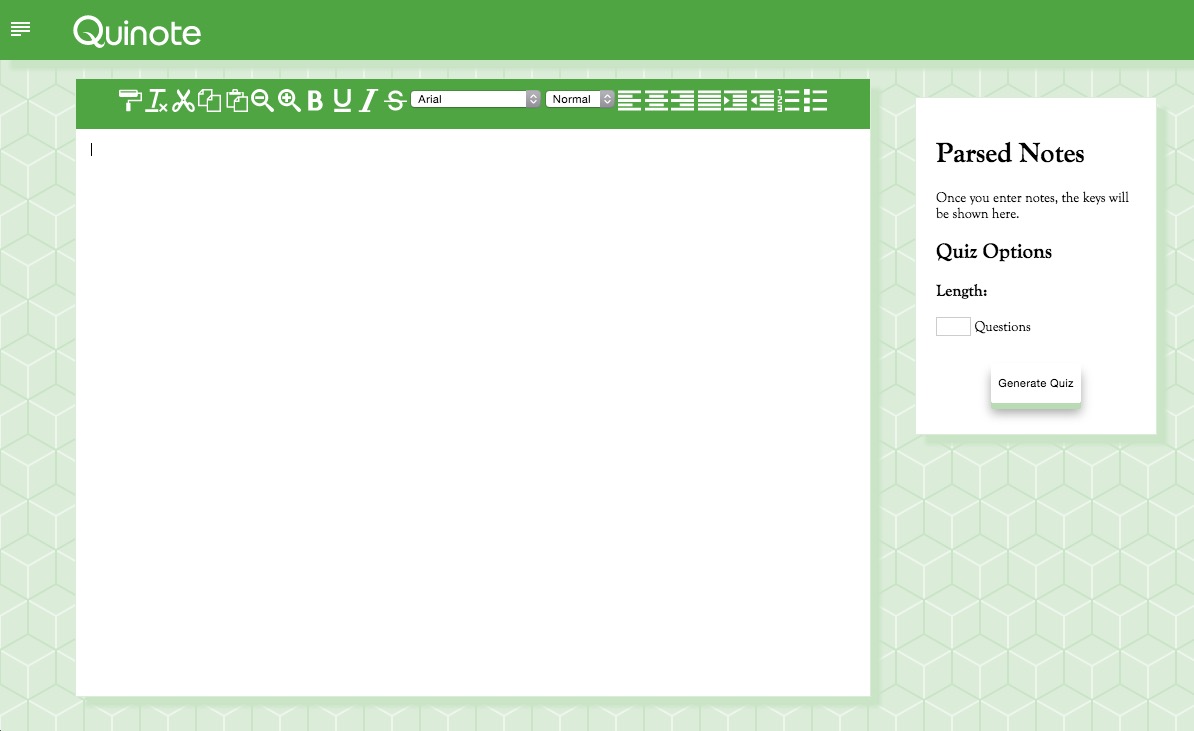 Quinote
B U I S Arial Normal
Parsed Notes
Once you enter notes, the keys will
be shown here.
Quiz Options
Length:
Questions
Generate Quiz